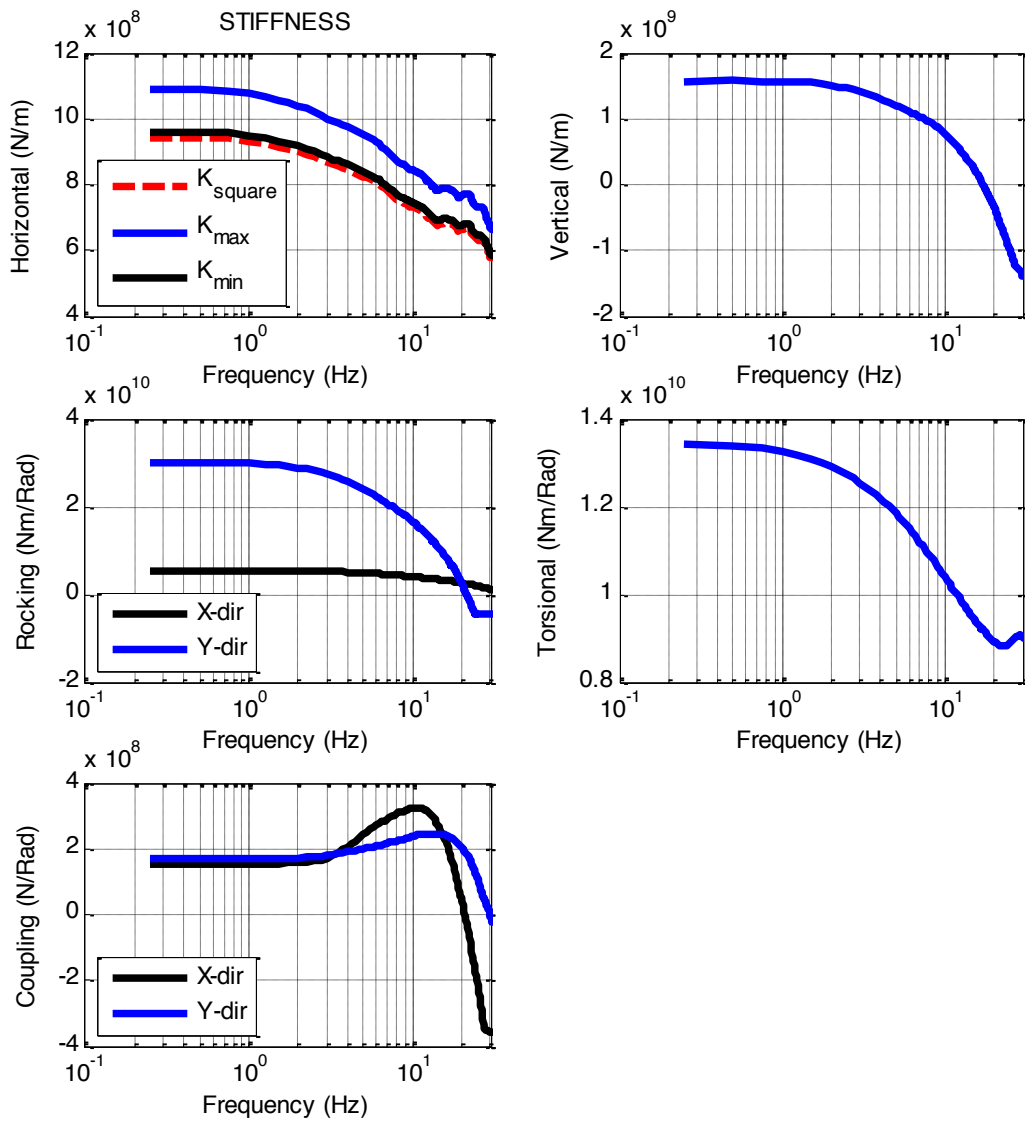 STIFFNESS
x 10^8
12
10
8
6
4
Horizontal (N/m)
K_square
K_max
K_min
10^-1
10^0
10^1
Frequency (Hz)
x 10^9
2
1
0
-1
-2
Vertical (N/m)
10^-1
10^0
10^1
Frequency (Hz)
x 10^10
4
2
0
-2
Rocking (Nm/Rad)
X-dir
Y-dir
10^-1
10^0
10^1
Frequency (Hz)
x 10^10
1.4
1.2
1
0.8
Torsional (Nm/Rad)
10^-1
10^0
10^1
Frequency (Hz)
x 10^8
4
2
0
-2
-4
Coupling (N/Rad)
X-dir
Y-dir
10^-1
10^0
10^1
Frequency (Hz)